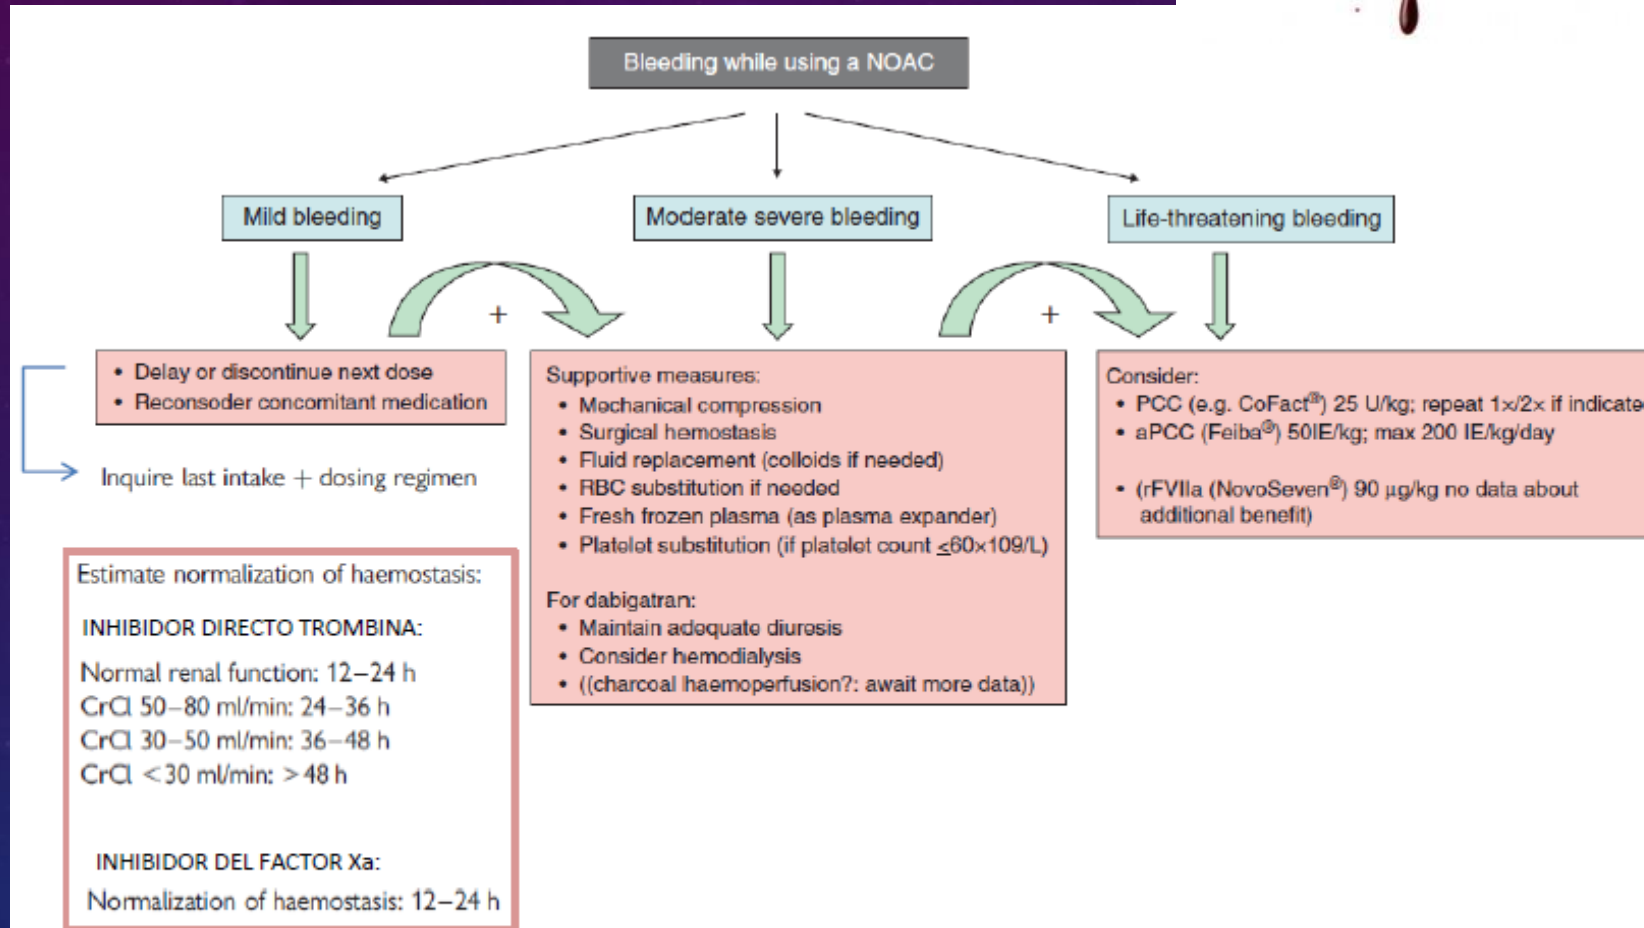 Bleeding while using a NOAC
Mild bleeding
Moderate severe bleeding
Life-threatening bleeding
+
+
• Delay or discontinue next dose
• Reconsoder concomitant medication
Inquire last intake + dosing regimen
Estimate normalization of haemostasis:
INHIBIDOR DIRECTO TROMBINA:
Normal renal function: 12–24 h
CrCl 50–80 ml/min: 24–36 h
CrCl 30–50 ml/min: 36–48 h
CrCl <30 ml/min: >48 h
INHIBIDOR DEL FACTOR Xa:
Normalization of haemostasis: 12–24 h
Supportive measures:
• Mechanical compression
• Surgical hemostasis
• Fluid replacement (colloids if needed)
• RBC substitution if needed
• Fresh frozen plasma (as plasma expander)
• Platelet substitution (if platelet count ≤60×109/L)
For dabigatran:
• Maintain adequate diuresis
• Consider hemodialysis
• ((charcoal haemoperfusion?: await more data))
Consider:
• PCC (e.g. CoFact®) 25 U/kg; repeat 1×/2× if indicate
• aPCC (Feiba®) 50IE/kg; max 200 IE/kg/day
• (rFVIIa (NovoSeven®) 90 µg/kg no data about
additional benefit)